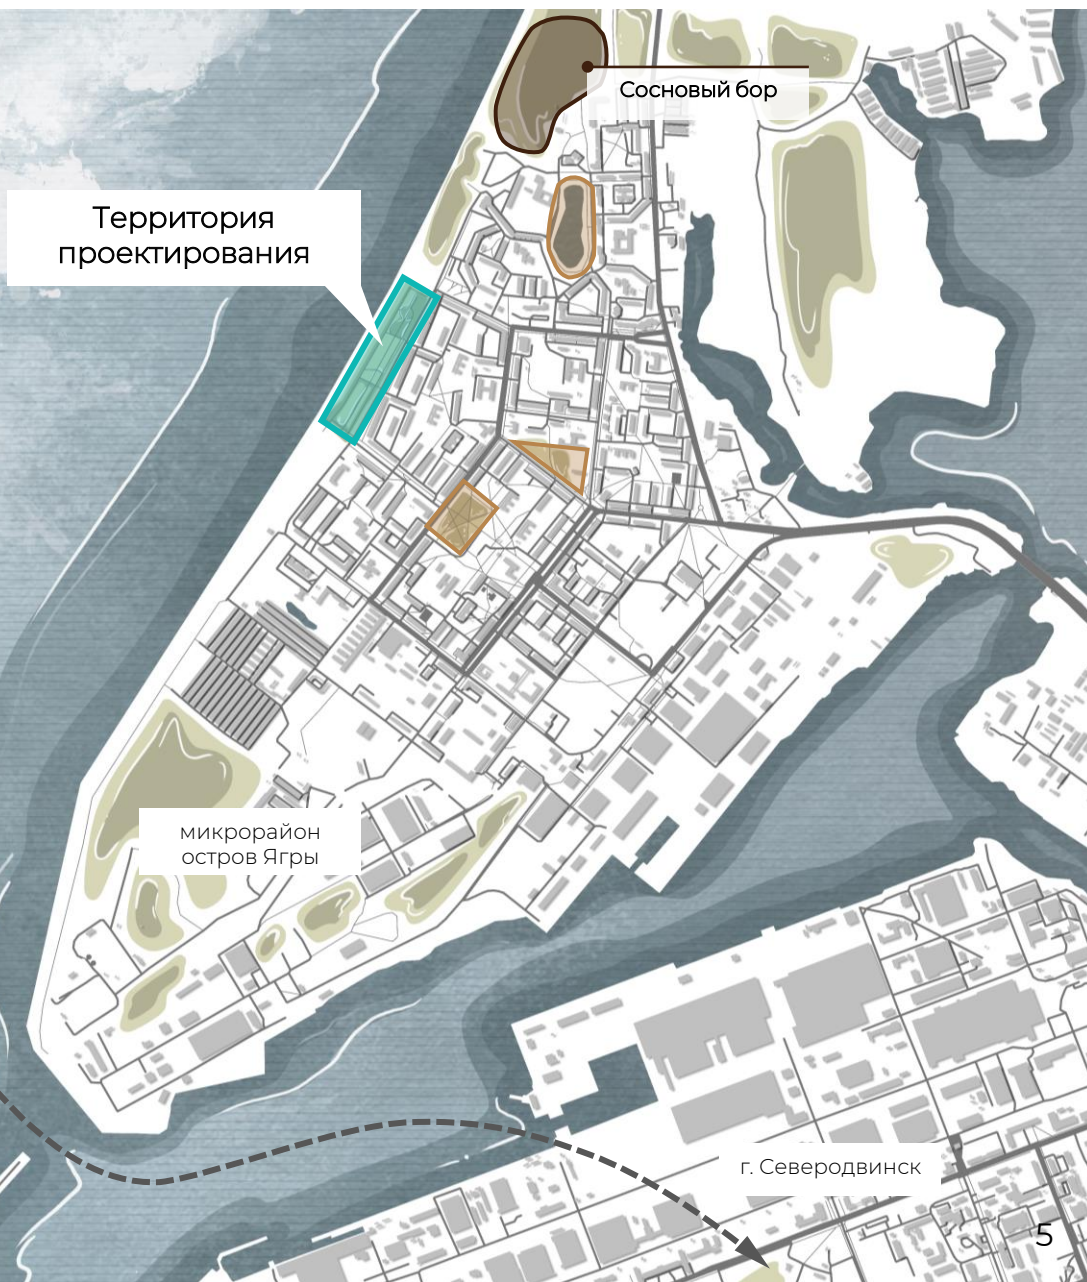 Сосновый бор
Территория
проектирования
микрорайон
остров Ягры
г. Северодвинск
5